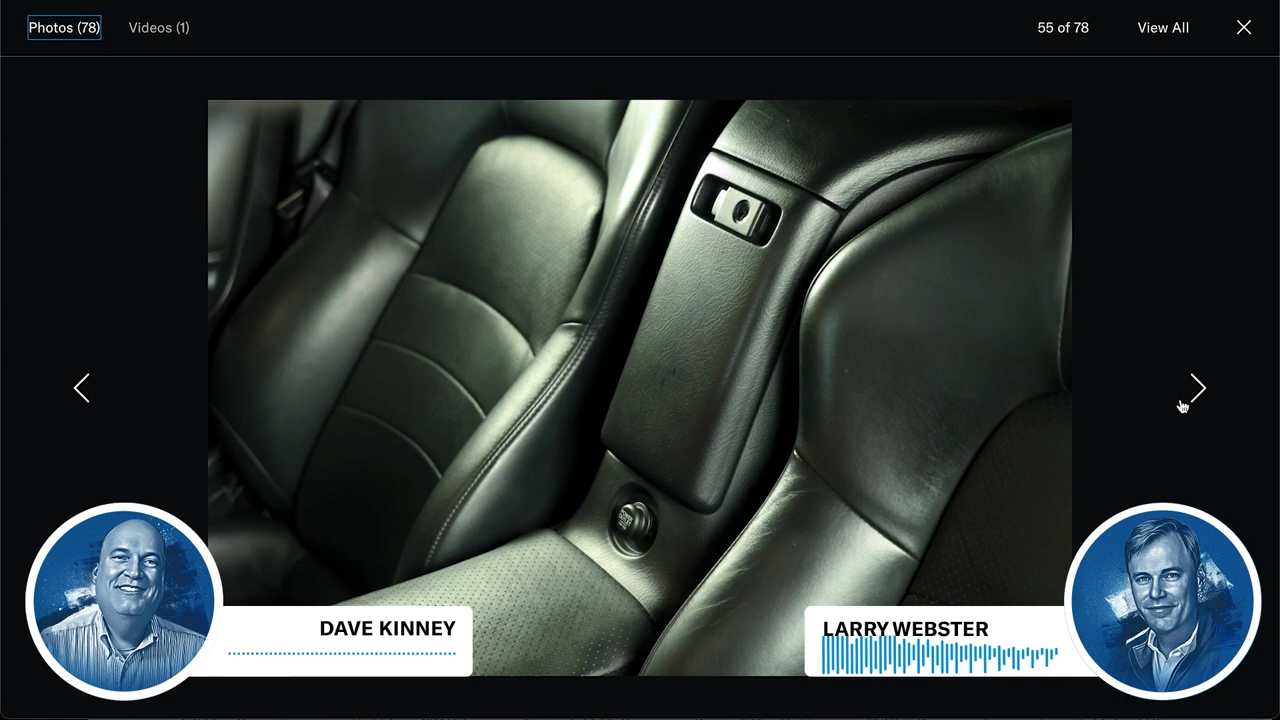 Photos (78)
Videos (1)
55 of 78
View All
DAVE KINNEY
LARRY WEBSTER